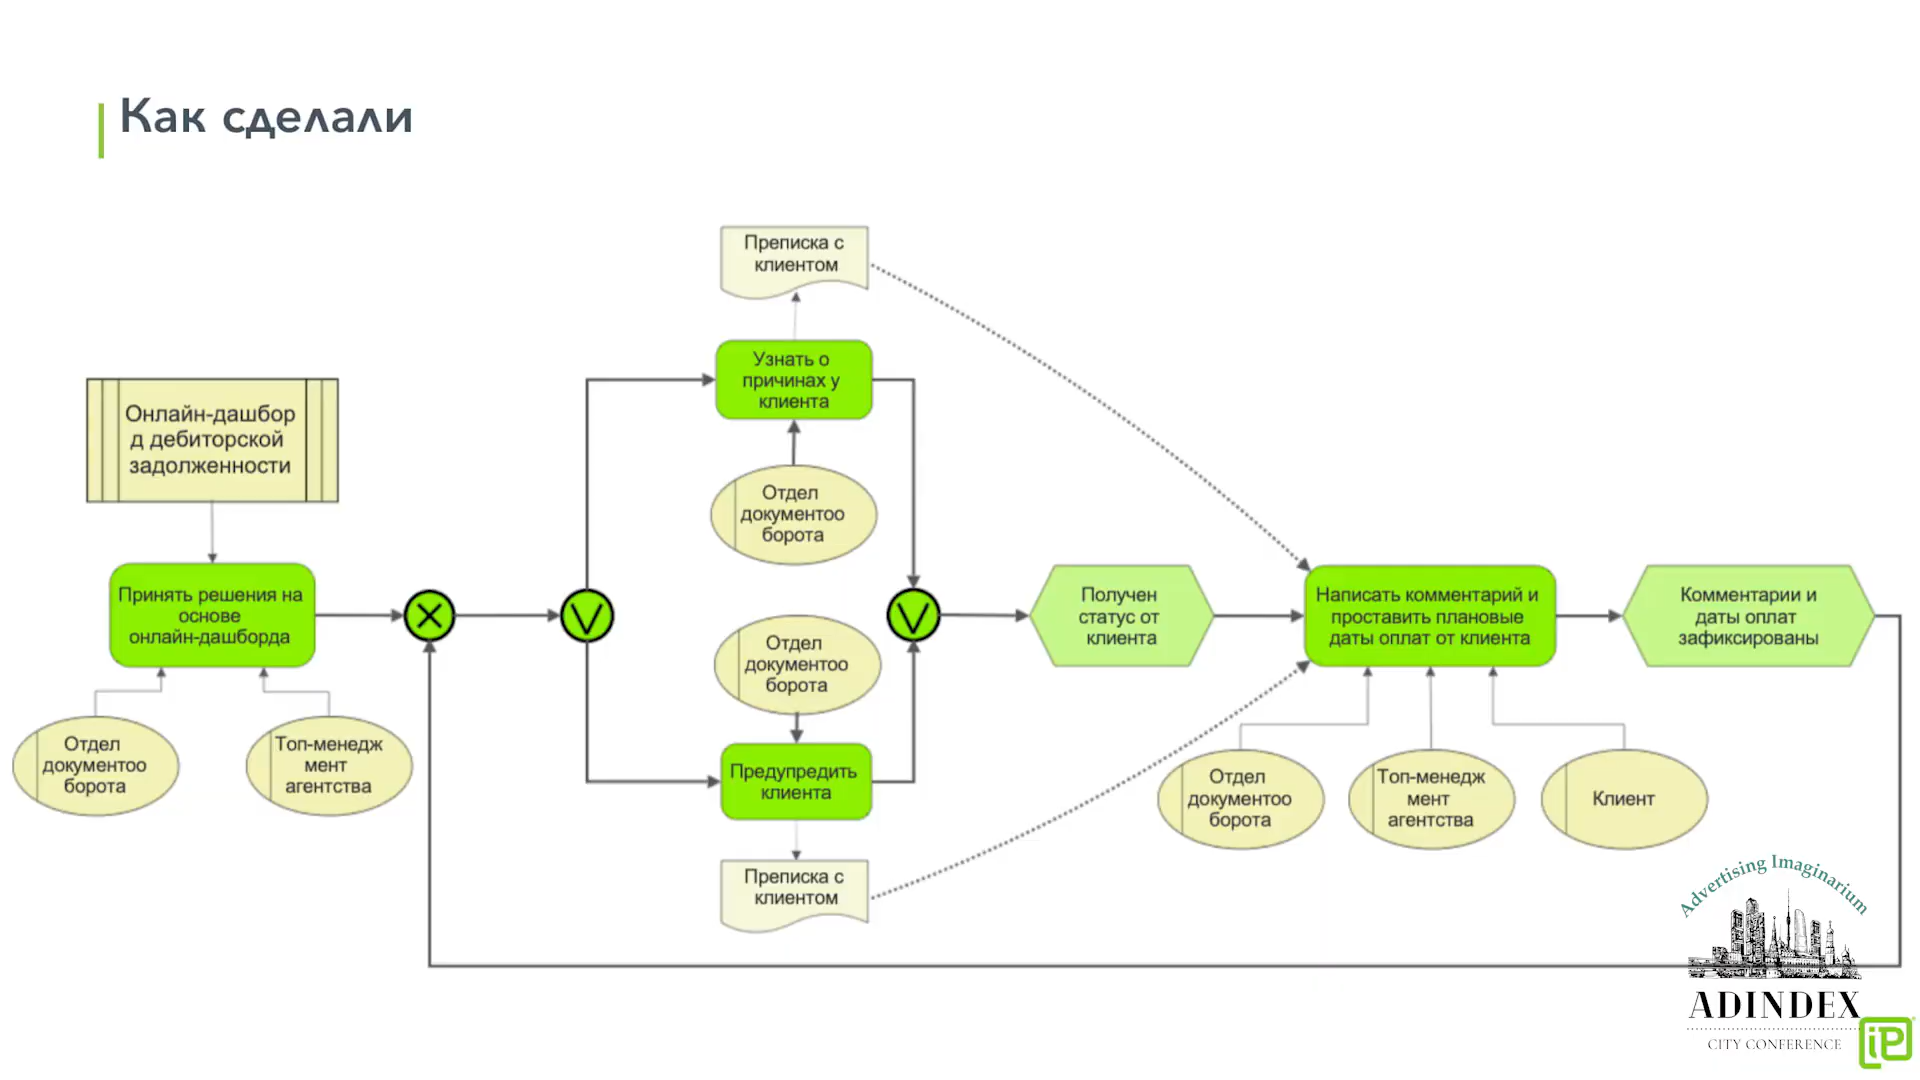 Как сделали
Преписка с
клиентом
Узнать о
причинах у
клиента
Онлайн-дашбор
д дебиторской
задолженности
Отдел
документоо
борота
Принять решения на
основе
онлайн-дашборда
Отдел
документоо
борота
Получен
статус от
клиента
Написать комментарий и
проставить плановые
даты оплат от клиента
Комментарии и
даты оплат
зафиксированы
Отдел
документоо
борота
Топ-менедж
мент
агентства
Предупредить
клиента
Отдел
документоо
борота
Топ-менедж
мент
агентства
Клиент
Преписка с
клиентом
Advertising Imaginarium
ADINDEX
CITY CONFERENCE
iP